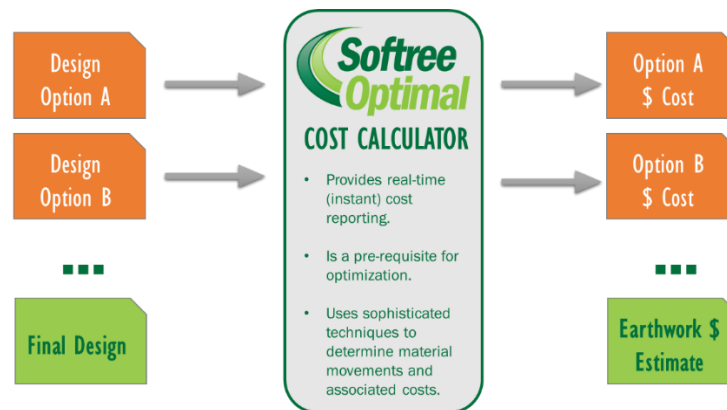 Design
Option A
Design
Option B
...
Final Design
Softree
Optimal
COST CALCULATOR
• Provides real-time
(instant) cost
reporting.
• Is a pre-requisite for
optimization.
• Uses sophisticated
techniques to
determine material
movements and
associated costs.
Option A
$ Cost
Option B
$ Cost
...
Earthwork $
Estimate